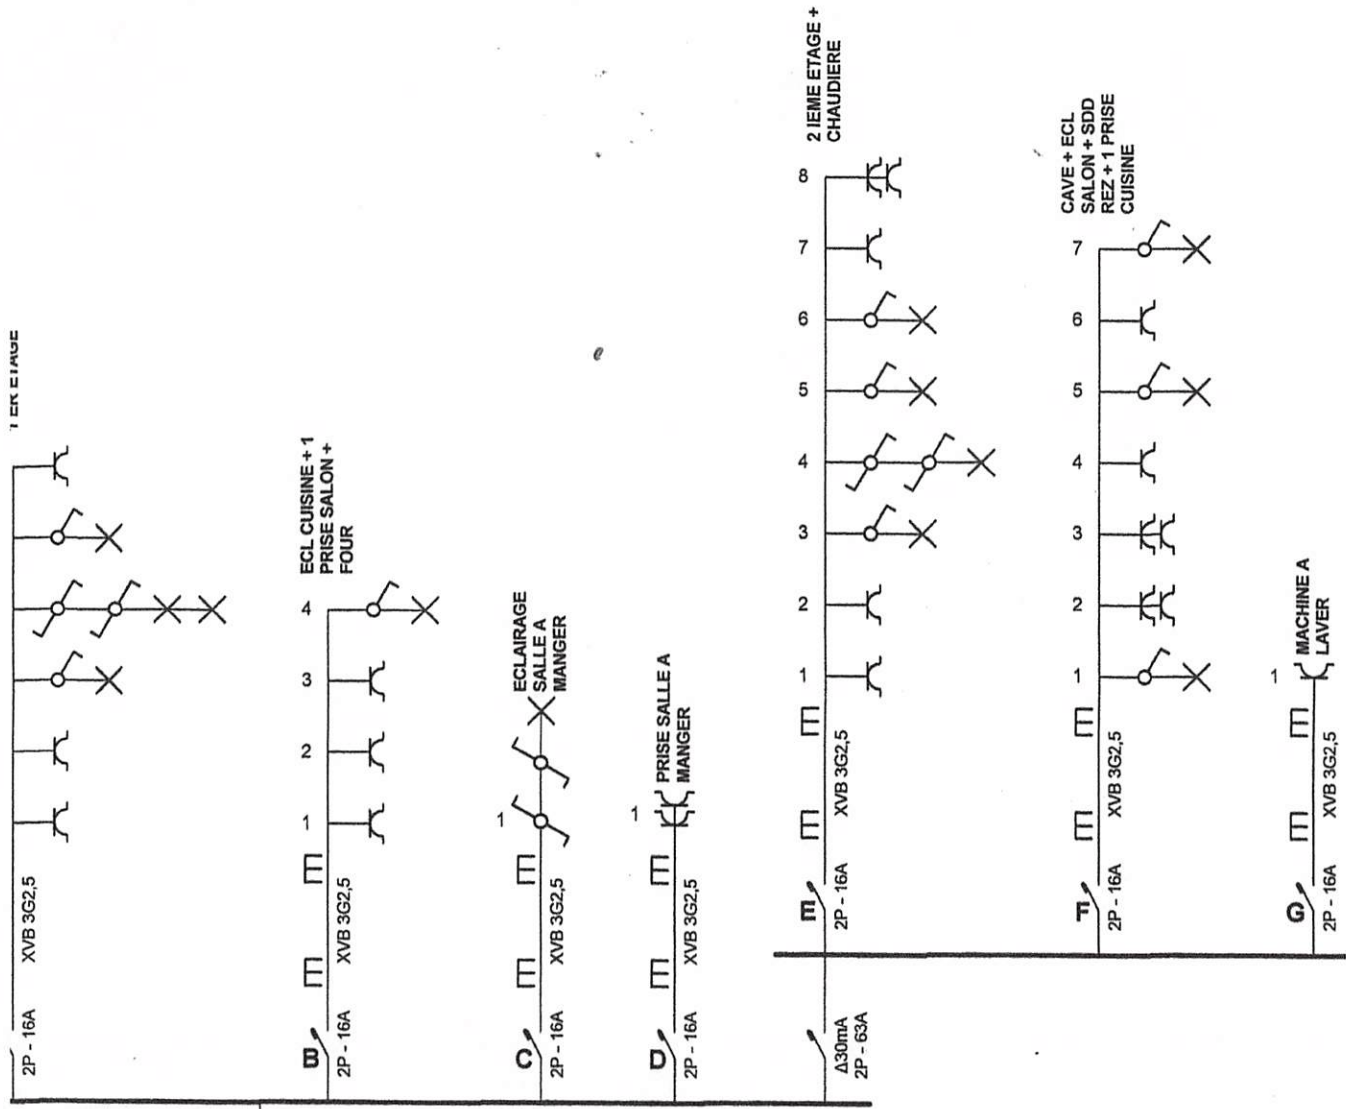 1ER ETAGE
XVB 3G2,5
2P - 16A
ECL CUISINE + 1
PRISE SALON +
FOUR
4
3
2
1
XVB 3G2,5
B
2P - 16A
ECLAIRAGE
SALLE A
MANGER
1
XVB 3G2,5
C
2P - 16A
PRISE SALLE A
MANGER
1
XVB 3G2,5
D
2P - 16A
2 IEME ETAGE +
CHAUDIERE
8
7
6
5
4
3
2
1
XVB 3G2,5
E
2P - 16A
Δ30mA
2P - 63A
CAVE + ECL
SALON + SDD
REZ + 1 PRISE
CUISINE
7
6
5
4
3
2
1
XVB 3G2,5
F
2P - 16A
MACHINE A
LAVER
1
XVB 3G2,5
G
2P - 16A